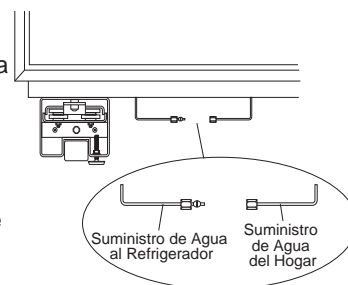 a
e
Suministro de Agua
al Refrigerador
Suministro
de Agua
del Hogar